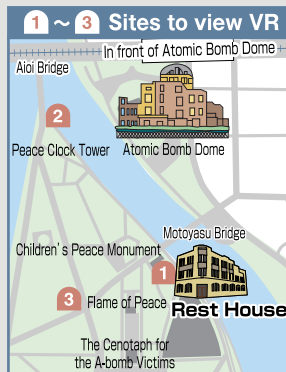 1 ~ 3 Sites to view VR
In front of Atomic Bomb Dome
Aioi Bridge
2
Peace Clock Tower
Atomic Bomb Dome
Motoyasu Bridge
Children's Peace Monument
1
3
Flame of Peace
Rest House
The Cenotaph for
the A-bomb Victims